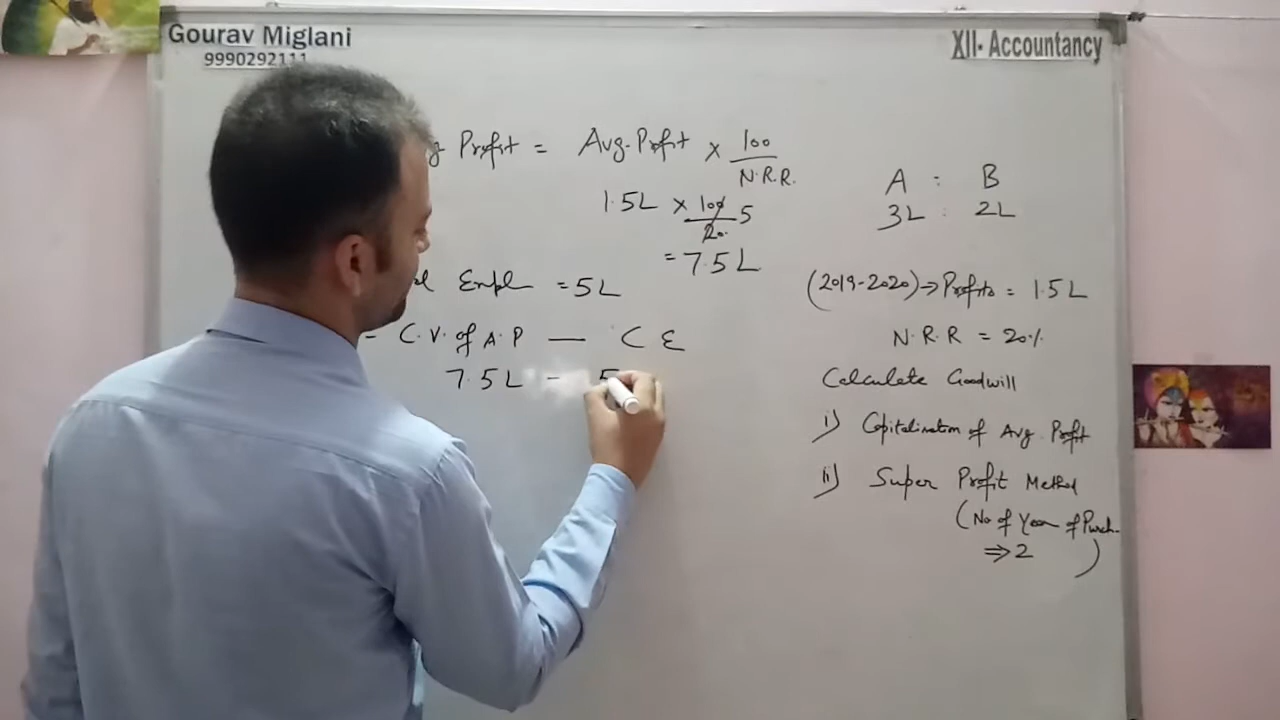 Gourav Miglani
9990292111
XII- Accountancy
Profit = Avg. Profit × 100
N.R.R.
1.5L × 100 5
20
= 7.5 L
Empl = 5L
- C.V. of A.P — C E
7.5L - 5
A : B
3L : 2L
(2019-2020) → Profits = 1.5L
N.R.R = 20%
Calculate Goodwill
i) Capitalisation of Avg. Profit
ii) Super Profit Method
(No of Year of Purch.
⇒ 2 )